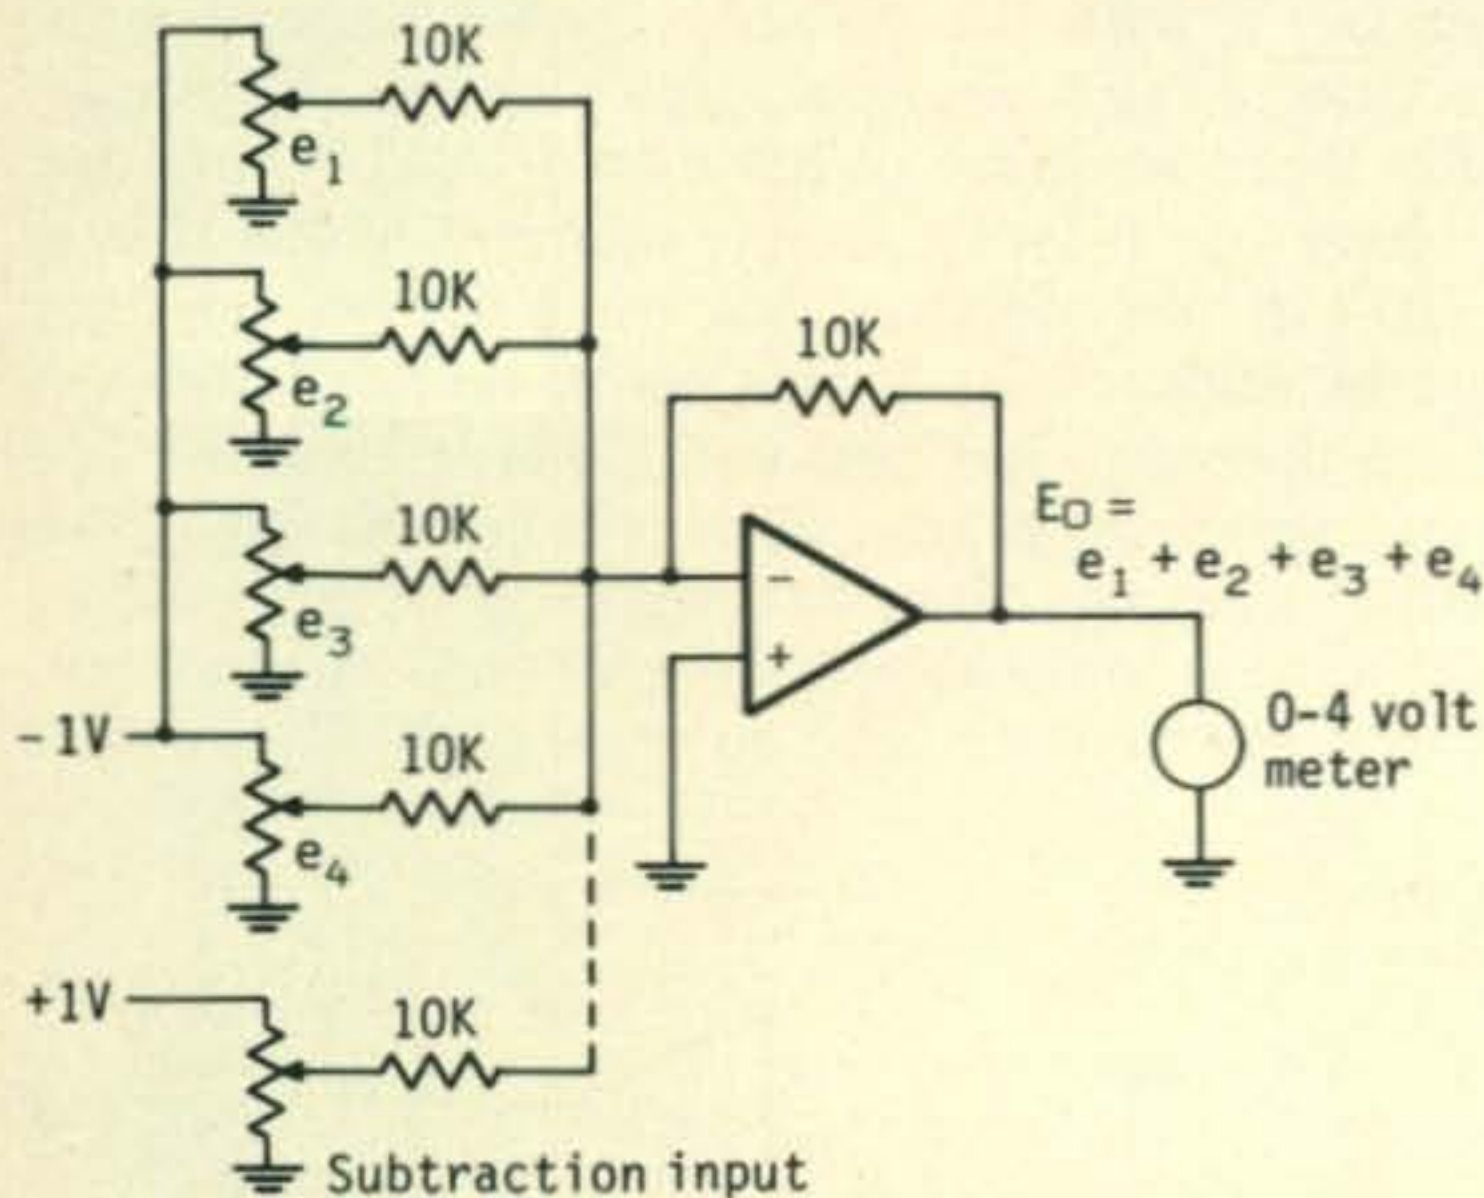 10K
e₁
10K
e₂
10K
10K
e₃
E₀ =
e₁ + e₂ + e₃ + e₄
-
+
-1V
10K
e₄
0-4 volt
meter
+1V
10K
Subtraction input